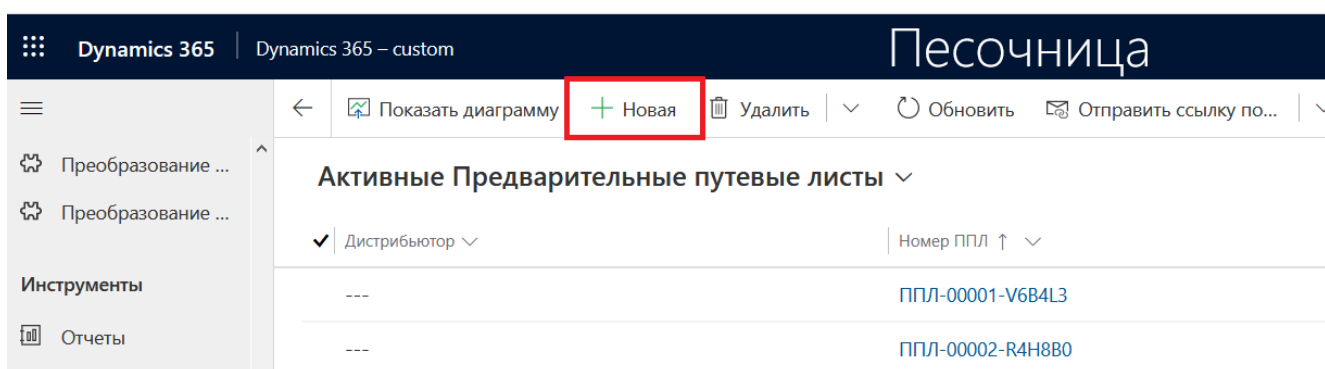 Dynamics 365 Dynamics 365 – custom Песочница
Показать диаграмму Новая Удалить Обновить Отправить ссылку по...
Преобразование ...
Преобразование ...
Инструменты
Отчеты
Активные Предварительные путевые листы
Дистрибьютор Номер ППЛ ↑
--- ППЛ-00001-V6B4L3
--- ППЛ-00002-R4H8B0